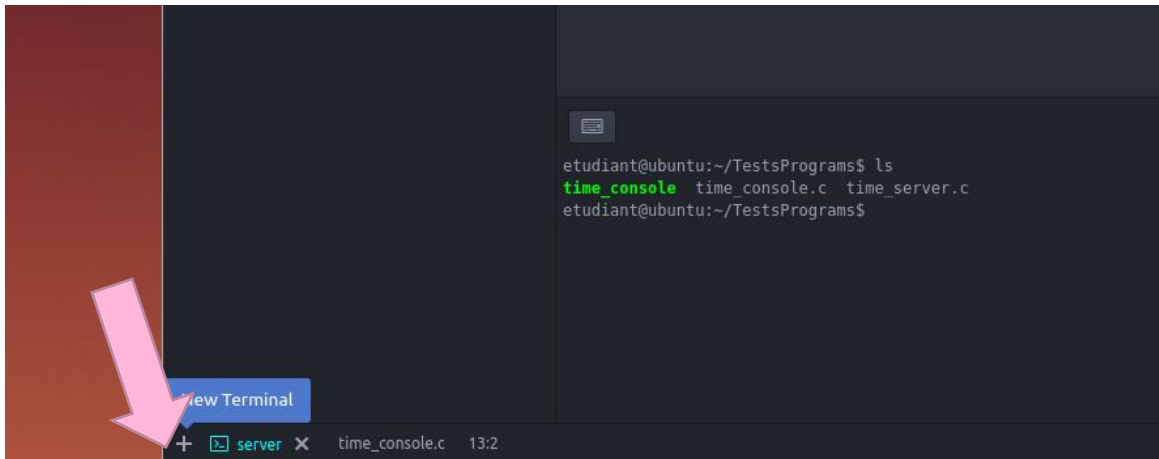 etudiant@ubuntu:~/TestsPrograms$ ls
time_console time_console.c time_server.c
etudiant@ubuntu:~/TestsPrograms$
New Terminal
+ server × time_console.c 13:2